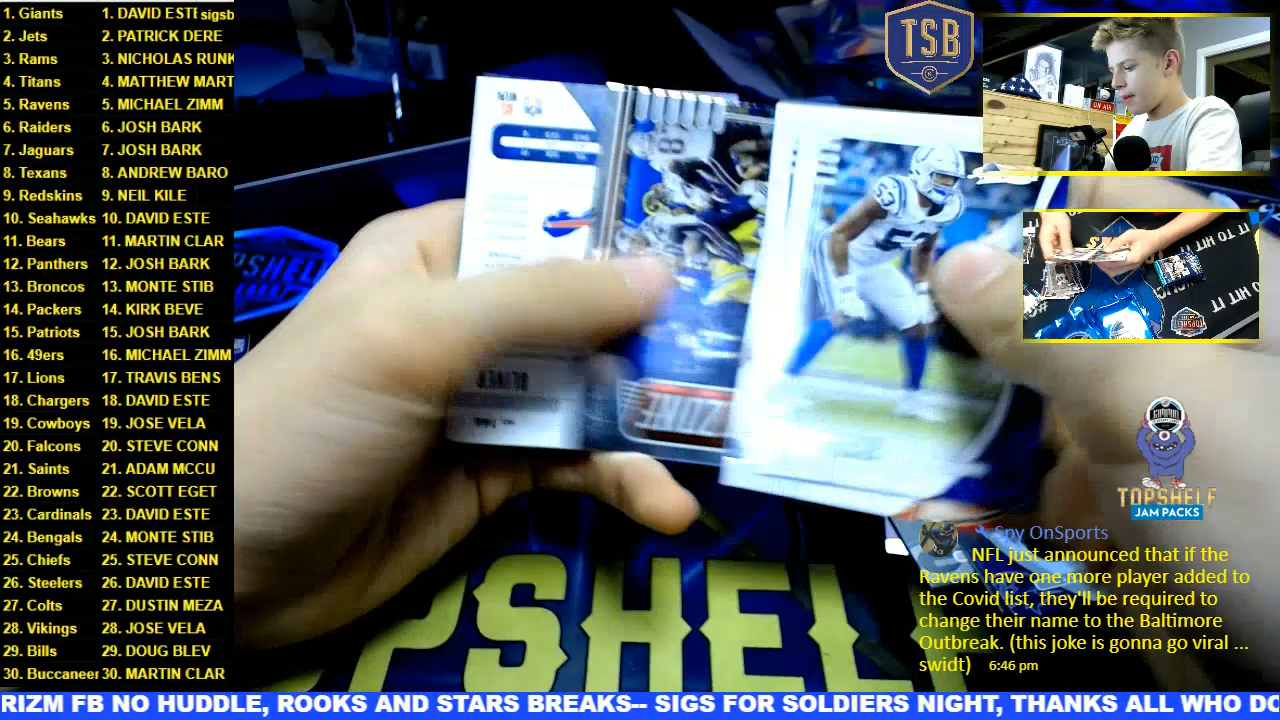 1. Giants 1. DAVID ESTE sigsb
2. Jets 2. PATRICK DERE
3. Rams 3. NICHOLAS RUNK
4. Titans 4. MATTHEW MART
5. Ravens 5. MICHAEL ZIMM
6. Raiders 6. JOSH BARK
7. Jaguars 7. JOSH BARK
8. Texans 8. ANDREW BARO
9. Redskins 9. NEIL KILE
10. Seahawks 10. DAVID ESTE
11. Bears 11. MARTIN CLAR
12. Panthers 12. JOSH BARK
13. Broncos 13. MONTE STIB
14. Packers 14. KIRK BEVE
15. Patriots 15. JOSH BARK
16. 49ers 16. MICHAEL ZIMM
17. Lions 17. TRAVIS BENS
18. Chargers 18. DAVID ESTE
19. Cowboys 19. JOSE VELA
20. Falcons 20. STEVE CONN
21. Saints 21. ADAM MCCU
22. Browns 22. SCOTT EGET
23. Cardinals 23. DAVID ESTE
24. Bengals 24. MONTE STIB
25. Chiefs 25. STEVE CONN
26. Steelers 26. DAVID ESTE
27. Colts 27. DUSTIN MEZA
28. Vikings 28. JOSE VELA
29. Bills 29. DOUG BLEV
30. Buccaneer 30. MARTIN CLAR
TSB
ON AIR
53
8
ZONE
OLIVER
PSHELF
OPSHELF
TOPSHELF
JAM PACKS
Spy OnSports
NFL just announced that if the
Ravens have one more player added to
the Covid list, they'll be required to
change their name to the Baltimore
Outbreak. (this joke is gonna go viral ...
swidt) 6:46 pm
RIZM FB NO HUDDLE, ROOKS AND STARS BREAKS-- SIGS FOR SOLDIERS NIGHT, THANKS ALL WHO DO